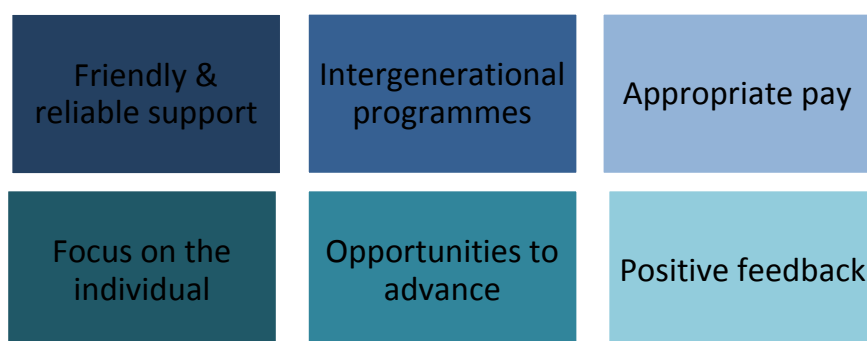 Friendly &
reliable support
Intergenerational
programmes
Appropriate pay
Focus on the
individual
Opportunities to
advance
Positive feedback